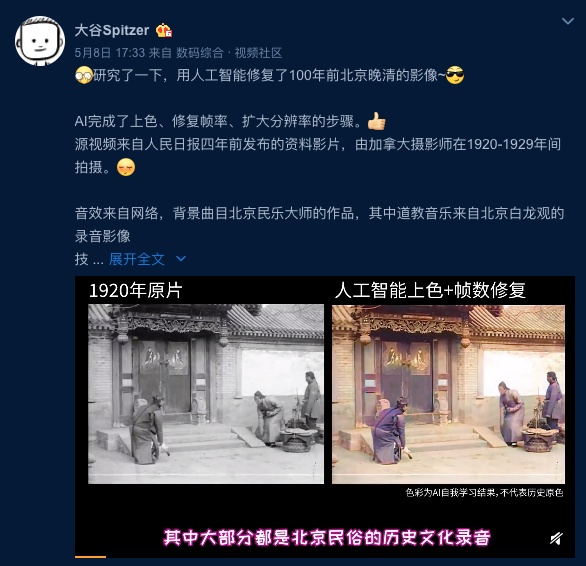 大谷Spitzer
5月8日 17:33 来自 数码综合 · 视频社区
研究了一下，用人工智能修复了100年前北京晚清的影像~
AI完成了上色、修复帧率、扩大分辨率的步骤。
源视频来自人民日报四年前发布的资料影片，由加拿大摄影师在1920-1929年间
拍摄。
音效来自网络，背景曲目北京民乐大师的作品，其中道教音乐来自北京白龙观的
录音影像
技 ... 展开全文
1920年原片
人工智能上色+帧数修复
色彩为AI自我学习结果,不代表历史原色
其中大部分都是北京民俗的历史文化录音